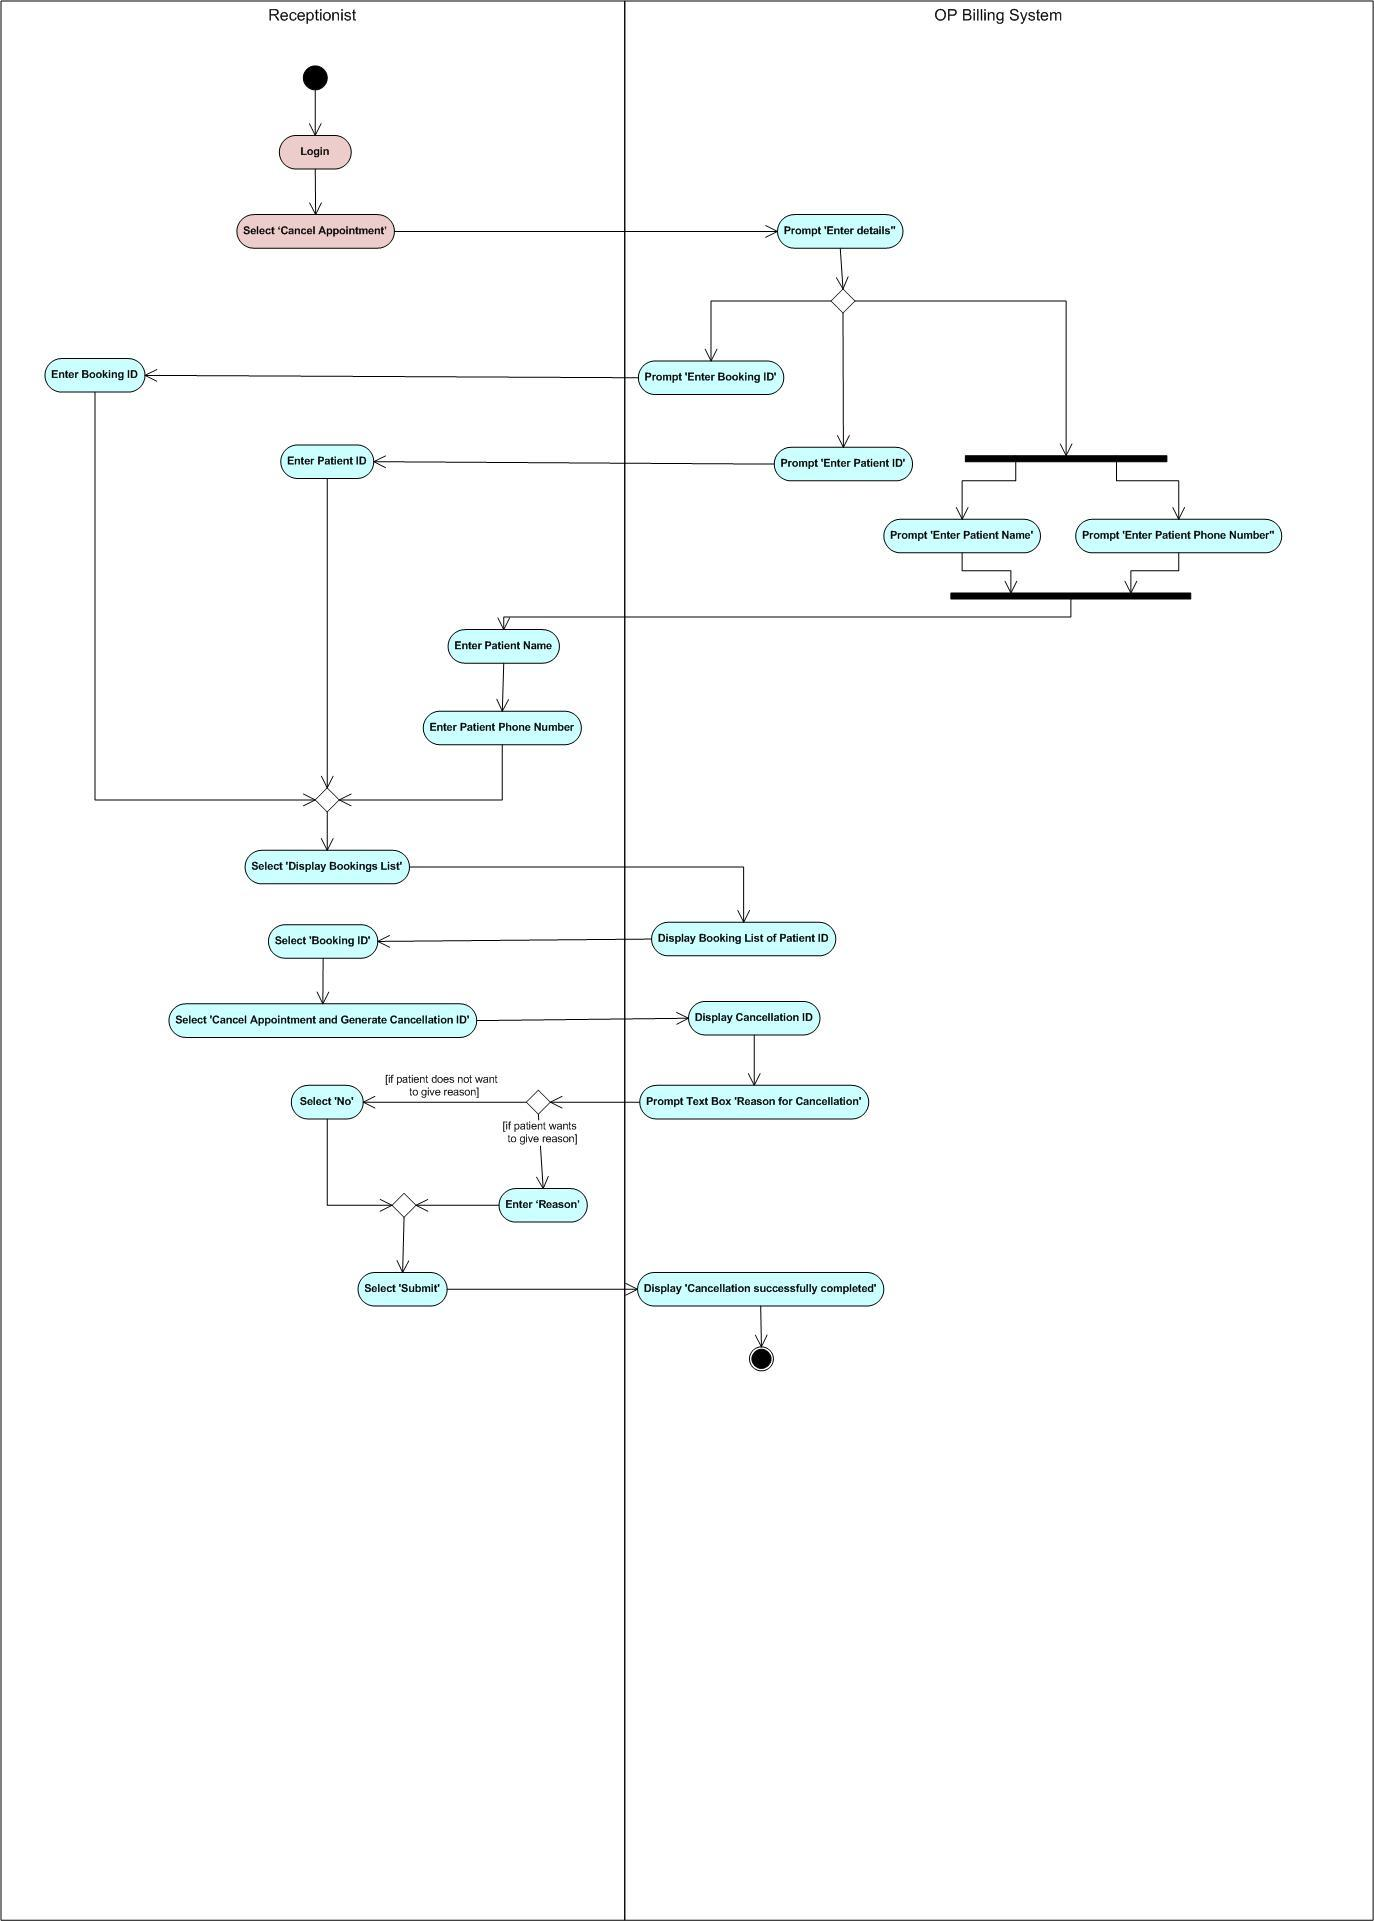 Receptionist
OP Billing System
Login
Select ‘Cancel Appointment’
Prompt 'Enter details"
Enter Booking ID
Prompt 'Enter Booking ID'
Enter Patient ID
Prompt 'Enter Patient ID'
Prompt 'Enter Patient Name'
Prompt 'Enter Patient Phone Number"
Enter Patient Name
Enter Patient Phone Number
Select 'Display Bookings List'
Select 'Booking ID'
Display Booking List of Patient ID
Select 'Cancel Appointment and Generate Cancellation ID'
Display Cancellation ID
[if patient does not want
to give reason]
Select 'No'
Prompt Text Box 'Reason for Cancellation'
[if patient wants
to give reason]
Enter ‘Reason’
Select 'Submit'
Display 'Cancellation successfully completed'